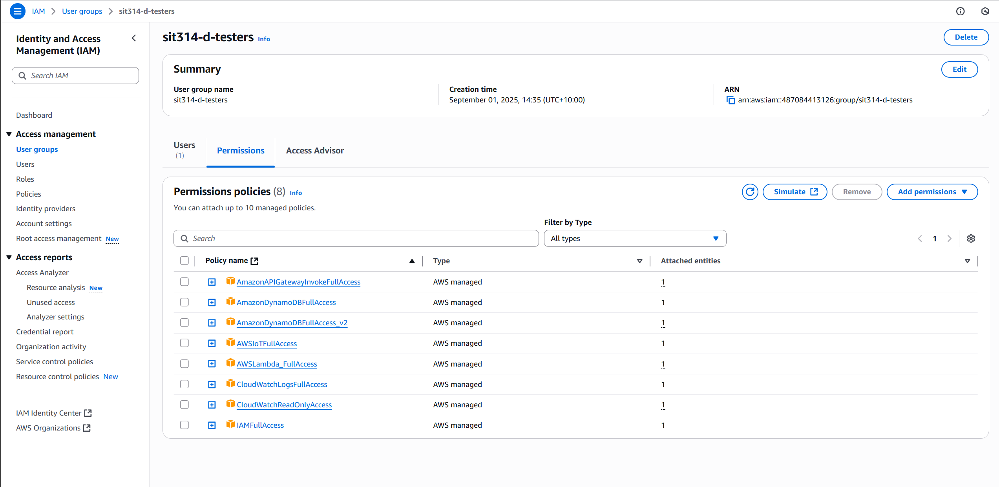 IAM > User groups > sit314-d-testers
Identity and Access Management (IAM)
Search IAM
Dashboard
Access management
User groups
Users
Roles
Policies
Identity providers
Account settings
Root access management New
Access reports
Access Analyzer
Resource analysis New
Unused access
Analyzer settings
Credential report
Organization activity
Service control policies
Resource control policies New
IAM Identity Center
AWS Organizations
sit314-d-testers Info
Delete
Summary
Edit
User group name
sit314-d-testers
Creation time
September 01, 2025, 14:35 (UTC+10:00)
ARN
arn:aws:iam::487084413126:group/sit314-d-testers
Users (1)
Permissions
Access Advisor
Permissions policies (8) Info
Simulate
Remove
Add permissions
You can attach up to 10 managed policies.
Filter by Type
Search
All types
1
Policy name Type Attached entities
AmazonAPIGatewayInvokeFullAccess AWS managed 1
AmazonDynamoDBFullAccess AWS managed 1
AmazonDynamoDBFullAccess_v2 AWS managed 1
AWSIoTFullAccess AWS managed 1
AWSLambda_FullAccess AWS managed 1
CloudWatchLogsFullAccess AWS managed 1
CloudWatchReadOnlyAccess AWS managed 1
IAMFullAccess AWS managed 1